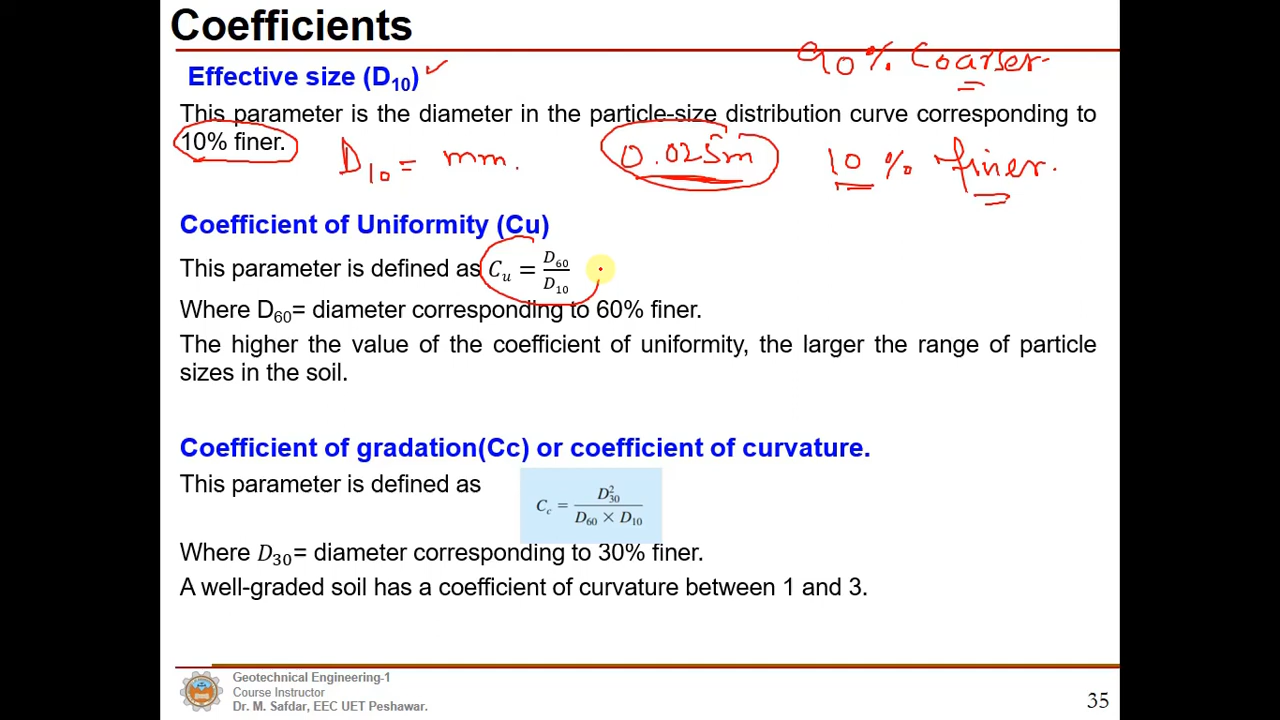 Coefficients
90% Coarser
Effective size (D10)
This parameter is the diameter in the particle-size distribution curve corresponding to
10% finer.
D10 = mm.
0.025m
10 % finer.
Coefficient of Uniformity (Cu)
This parameter is defined as Cu = D60/D10
Where D60= diameter corresponding to 60% finer.
The higher the value of the coefficient of uniformity, the larger the range of particle
sizes in the soil.
Coefficient of gradation(Cc) or coefficient of curvature.
This parameter is defined as Cc = D30²/(D60 × D10)
Where D30= diameter corresponding to 30% finer.
A well-graded soil has a coefficient of curvature between 1 and 3.
Geotechnical Engineering-1
Course Instructor
Dr. M. Safdar, EEC UET Peshawar.
35